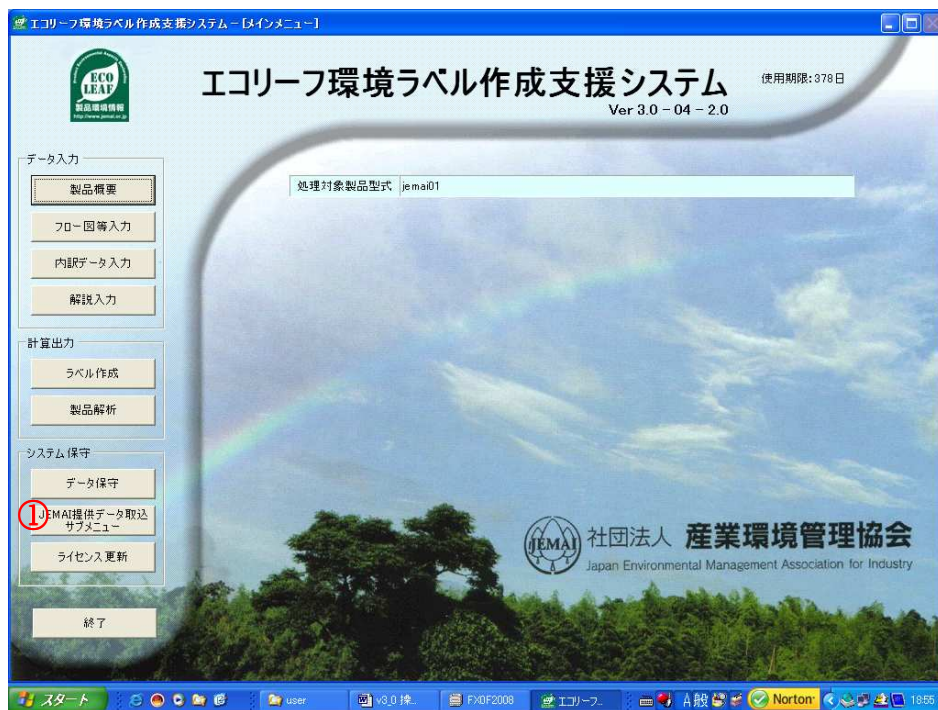 エコリーフ環境ラベル作成支援システム－[メインメニュー]
ECO
LEAF
製品環境情報
http://www.jemai.or.jp
エコリーフ環境ラベル作成支援システム
使用期限:378日
Ver 3.0 - 04 - 2.0
データ入力
製品概要
フロー図等入力
内訳データ入力
解説入力
処理対象製品型式
jemai01
計算出力
ラベル作成
製品解析
システム保守
データ保守
①
JEMAI提供データ取込
サブメニュー
ライセンス更新
終了
JEMAI
社団法人 産業環境管理協会
Japan Environmental Management Association for Industry
スタート
user
v3_0 操...
FX0F2008
エコリーフ...
A 般
Norton
18:55